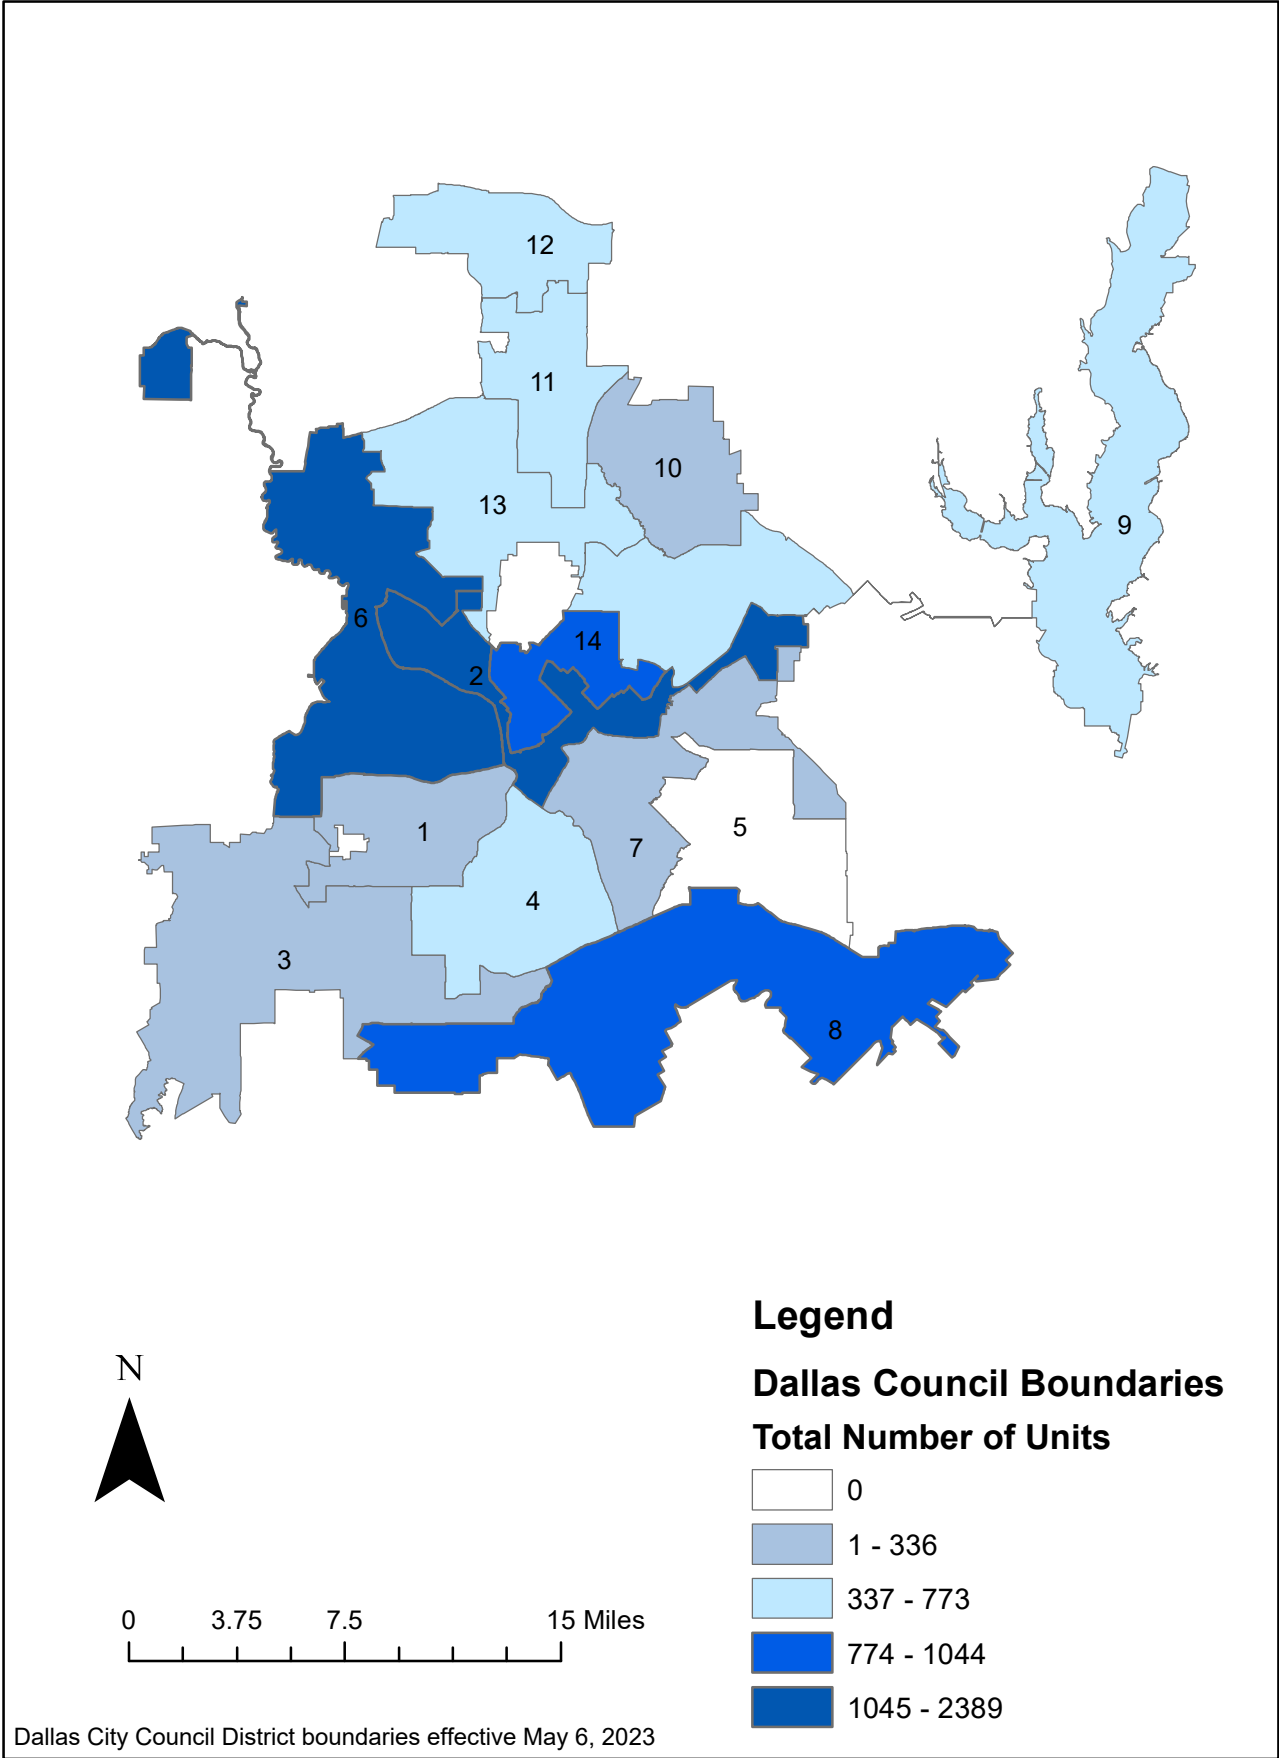 12
11
10
13
9
6
14
2
5
1
7
4
3
8
Legend
Dallas Council Boundaries
Total Number of Units
0
1 - 336
337 - 773
774 - 1044
1045 - 2389
N
0 3.75 7.5 15 Miles
Dallas City Council District boundaries effective May 6, 2023